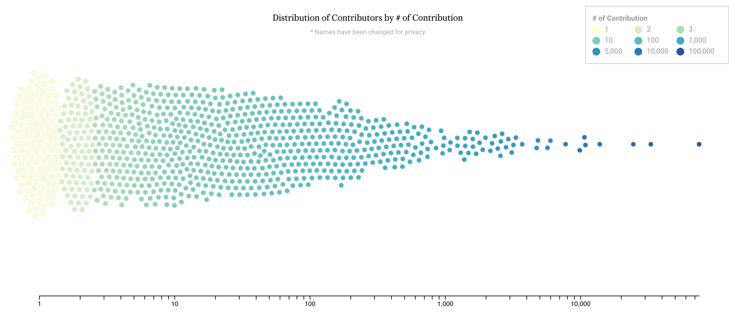 Distribution of Contributors by # of Contribution
* Names have been changed for privacy
# of Contribution
1 2 3
10 100 1,000
5,000 10,000 100,000
1 10 100 1,000 10,000